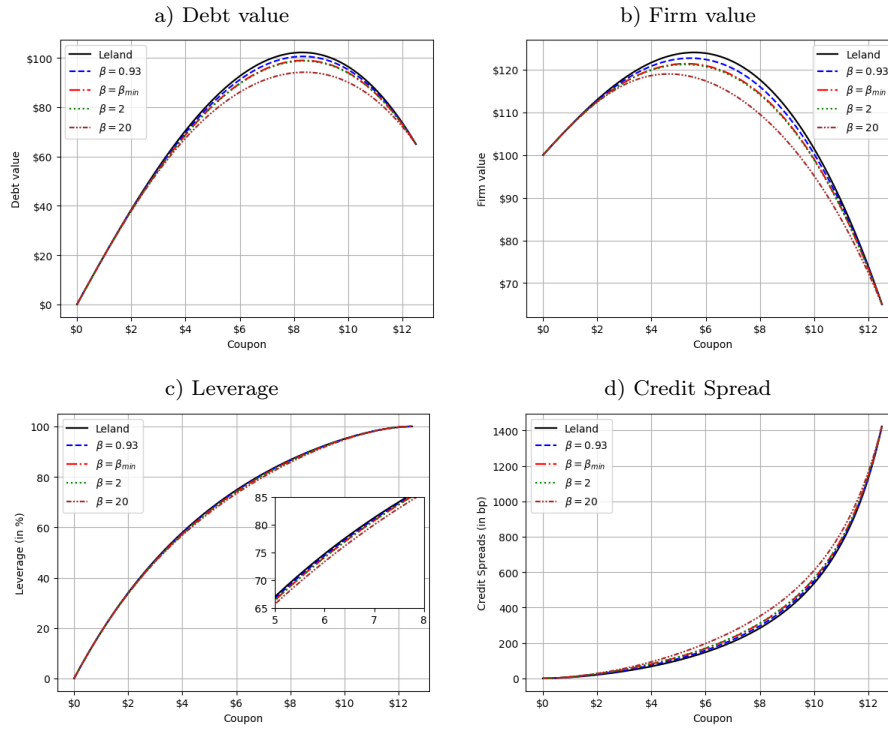 a) Debt value
Debt value
$100
$80
$60
$40
$20
$0
Leland
β = 0.93
β = βmin
β = 2
β = 20
$0 $2 $4 $6 $8 $10 $12
Coupon
b) Firm value
Firm value
$120
$110
$100
$90
$80
$70
Leland
β = 0.93
β = βmin
β = 2
β = 20
$0 $2 $4 $6 $8 $10 $12
Coupon
c) Leverage
Leverage (in %)
100
80
60
40
20
0
Leland
β = 0.93
β = βmin
β = 2
β = 20
85
80
75
70
65
5 6 7 8
$0 $2 $4 $6 $8 $10 $12
Coupon
d) Credit Spread
Credit Spreads (in bp)
1400
1200
1000
800
600
400
200
0
Leland
β = 0.93
β = βmin
β = 2
β = 20
$0 $2 $4 $6 $8 $10 $12
Coupon